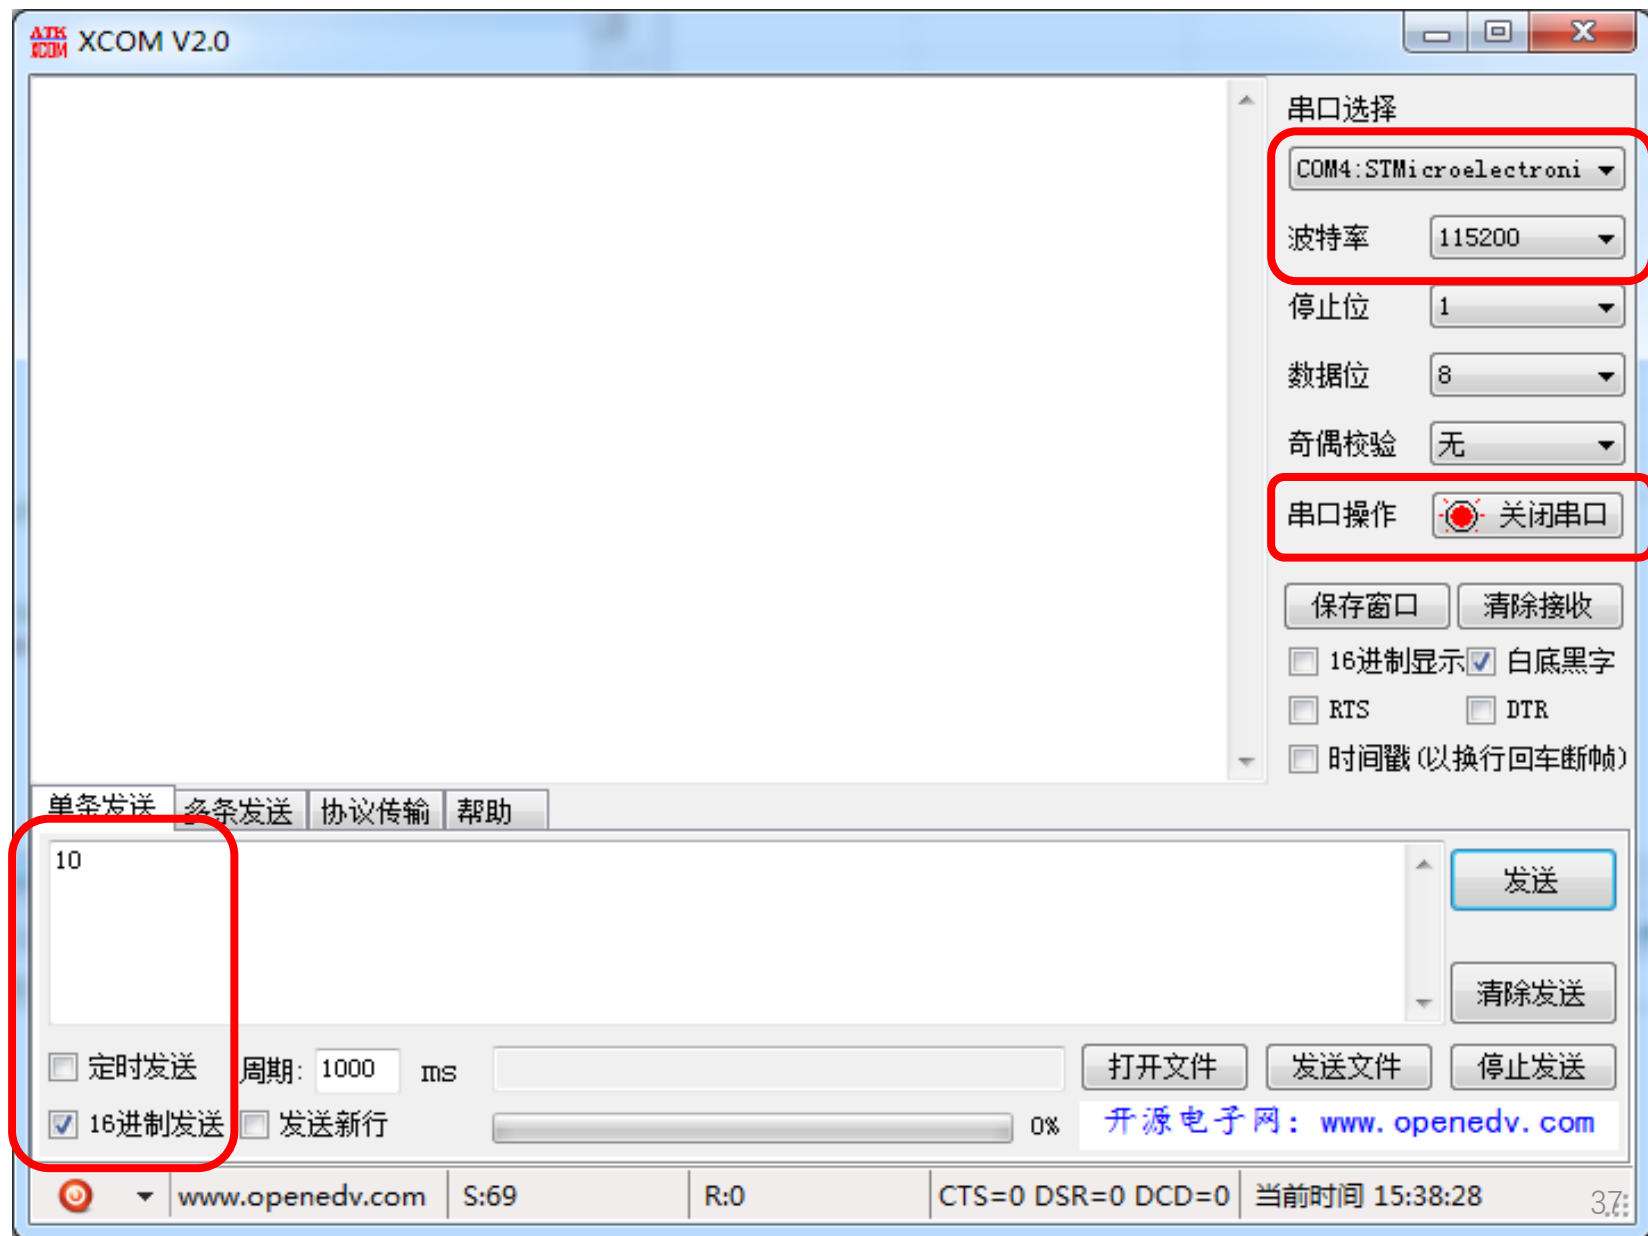 ATK
XCOM
XCOM V2.0
串口选择
COM4:STMicroelectroni
波特率 115200
停止位 1
数据位 8
奇偶校验 无
串口操作 关闭串口
保存窗口 清除接收
16进制显示 白底黑字
RTS DTR
时间戳(以换行回车断帧)
单条发送 多条发送 协议传输 帮助
10
发送
清除发送
定时发送 周期: 1000 ms 打开文件 发送文件 停止发送
16进制发送 发送新行 0% 开源电子网: www.openedv.com
www.openedv.com S:69 R:0 CTS=0 DSR=0 DCD=0 当前时间 15:38:28
37